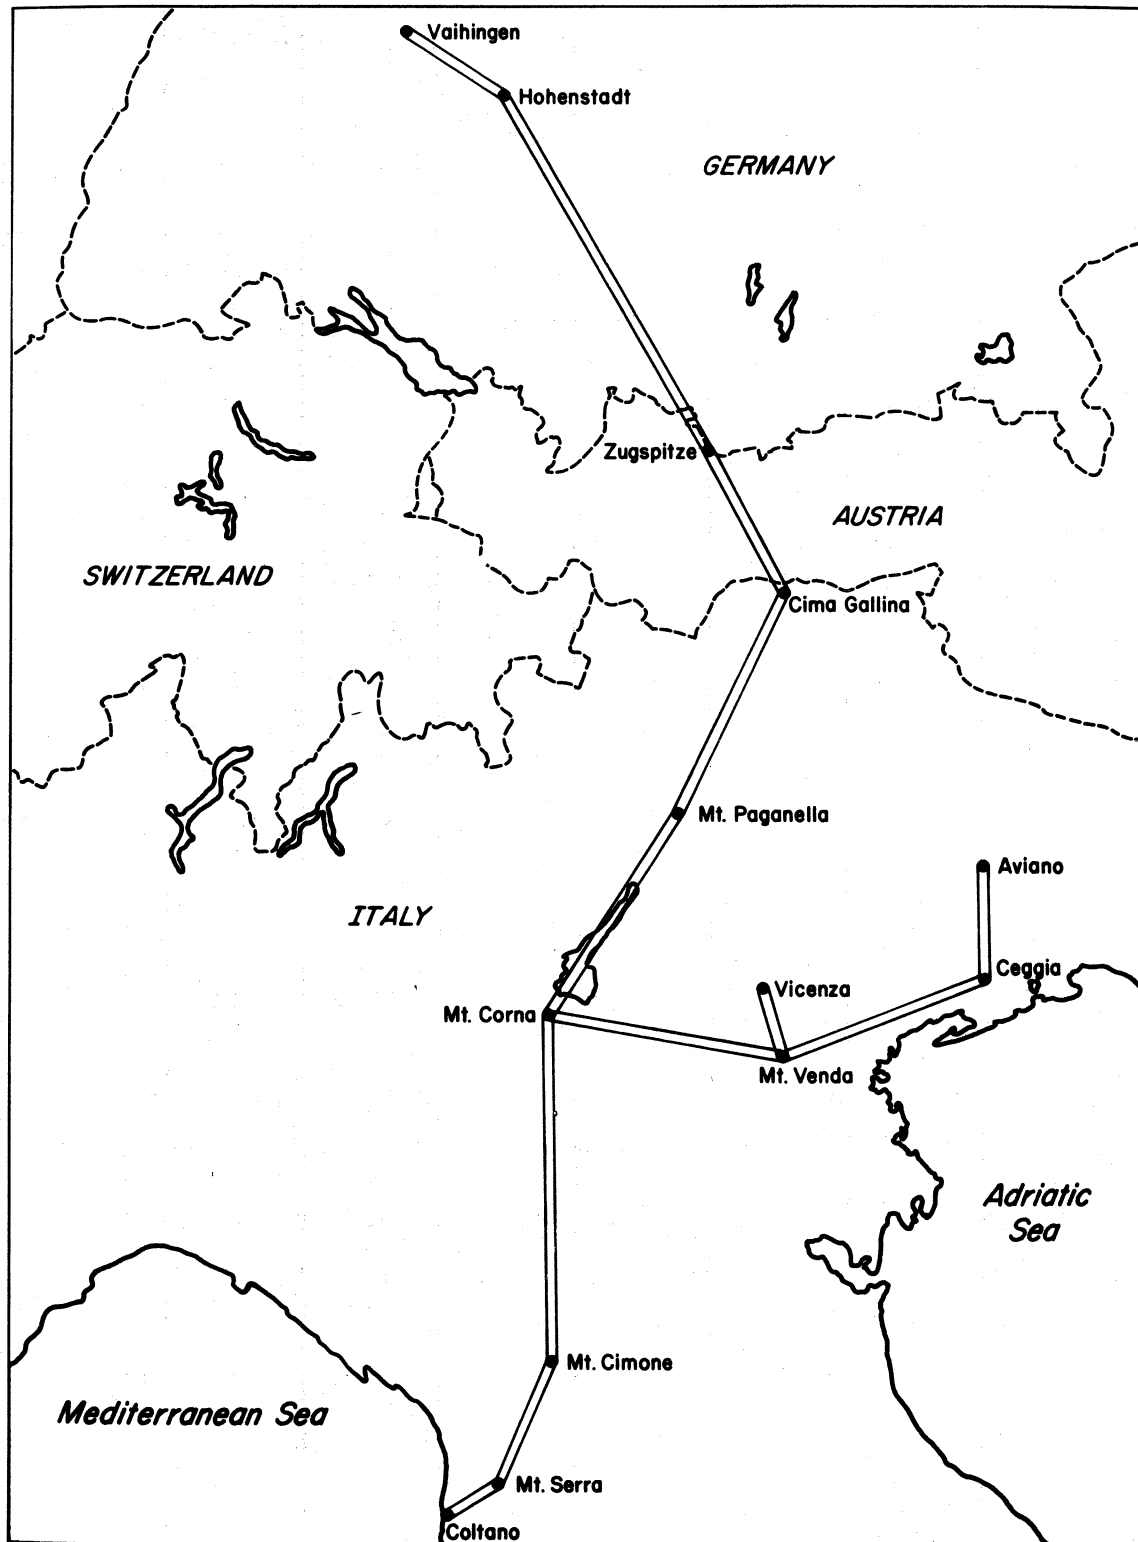 Vaihingen
Hohenstadt
GERMANY
Zugspitze
AUSTRIA
SWITZERLAND
Cima Gallina
Mt. Paganella
Aviano
ITALY
Ceggia
Vicenza
Mt. Corna
Mt. Venda
Adriatic
Sea
Mt. Cimone
Mediterranean Sea
Mt. Serra
Coltano